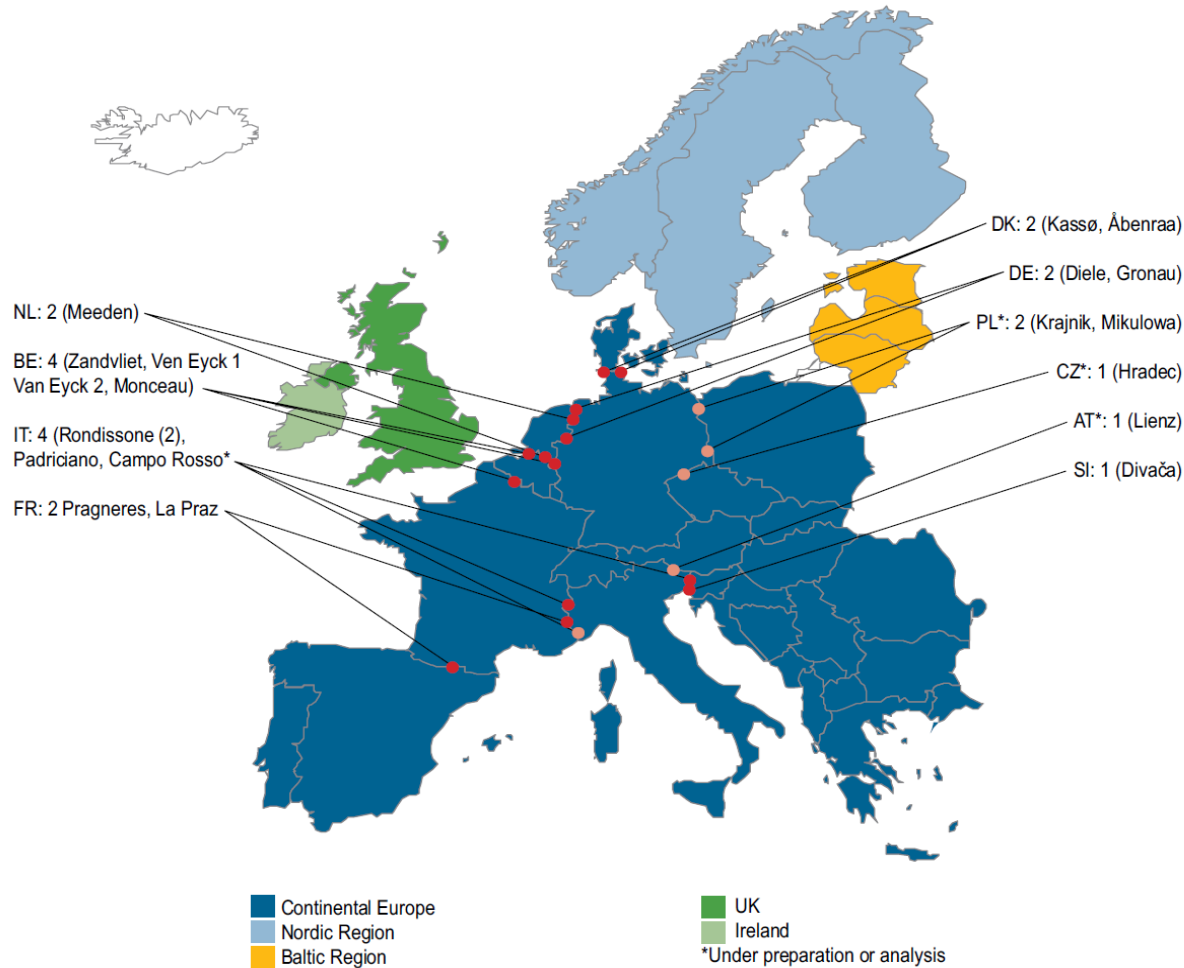 DK: 2 (Kassø, Åbenraa)
DE: 2 (Diele, Gronau)
PL*: 2 (Krajnik, Mikulowa)
CZ*: 1 (Hradec)
AT*: 1 (Lienz)
SI: 1 (Divača)
NL: 2 (Meeden)
BE: 4 (Zandvliet, Ven Eyck 1
Van Eyck 2, Monceau)
IT: 4 (Rondissone (2),
Padriciano, Campo Rosso*
FR: 2 Pragneres, La Praz
Continental Europe
Nordic Region
Baltic Region
UK
Ireland
*Under preparation or analysis